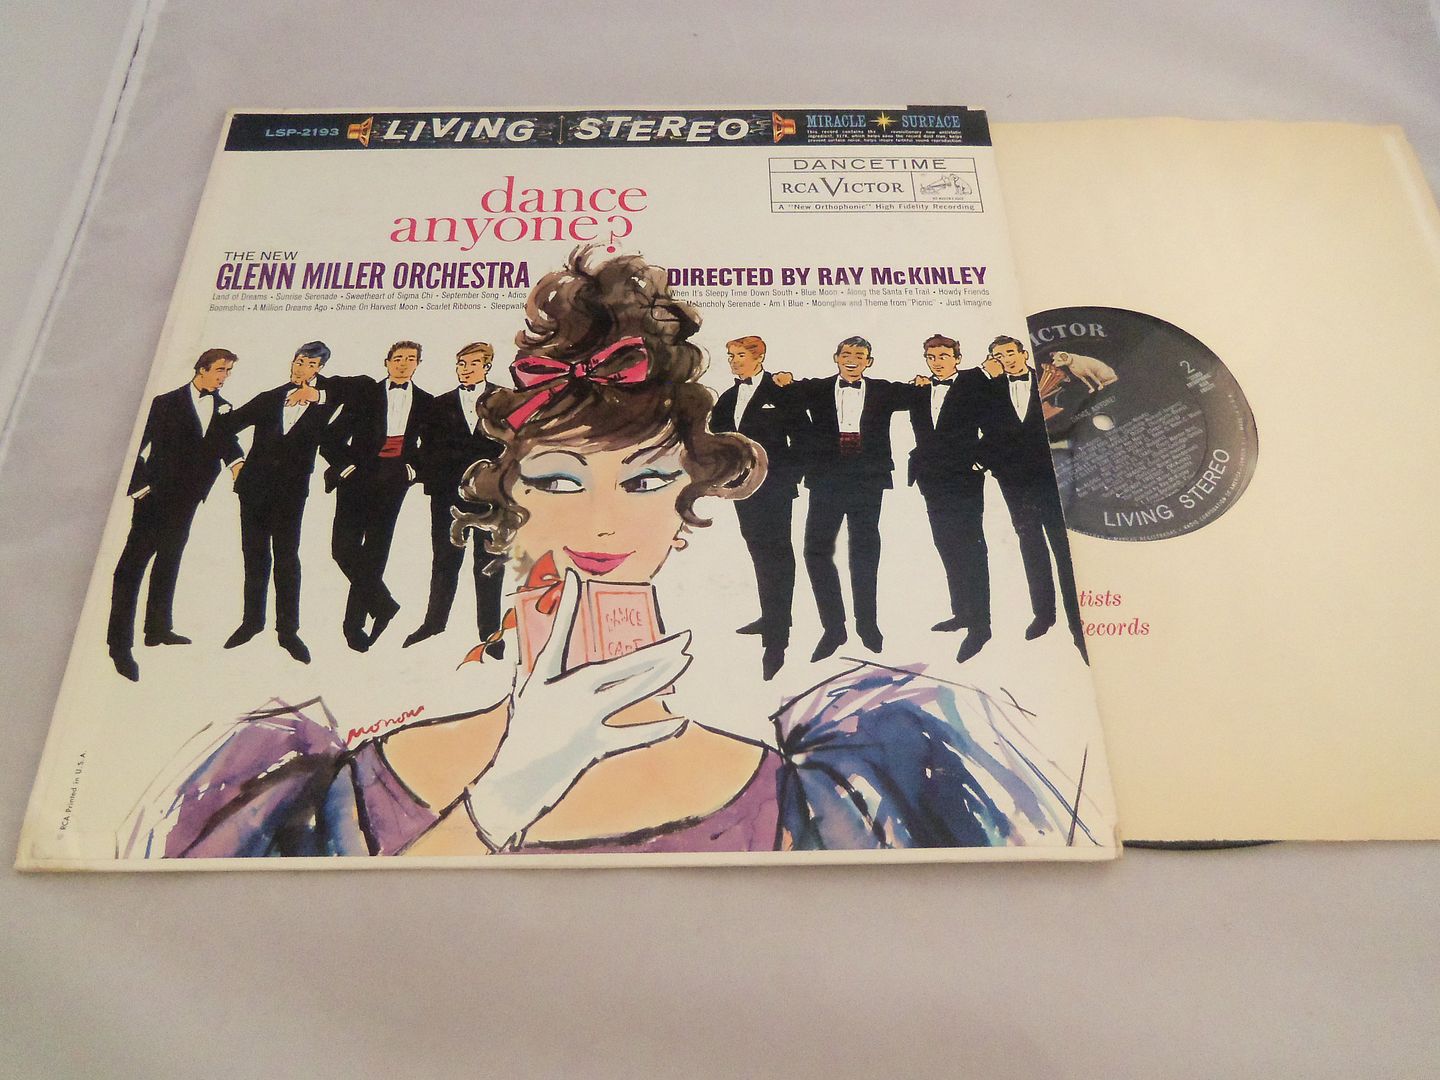 LSP-2193 LIVING STEREO MIRACLE SURFACE
DANCETIME
RCA VICTOR
A "New Orthophonic" High Fidelity Recording
dance
anyone?
THE NEW
GLENN MILLER ORCHESTRA DIRECTED BY RAY McKINLEY
Land of Dreams • Sunrise Serenade • Sweetheart of Sigma Chi • September Song • Adios When It's Sleepy Time Down South • Blue Moon • Along the Santa Fe Trail • Howdy Friends
Boomshot • A Million Dreams Ago • Shine On Harvest Moon • Scarlet Ribbons • Sleepwalk Melancholy Serenade • Am I Blue • Moonglow and Theme from "Picnic" • Just Imagine
DANCE
CARD
monow
© RCA Printed in U.S.A.
ICTOR
2
DANCE ANYONE?
LIVING STEREO
tists
Records